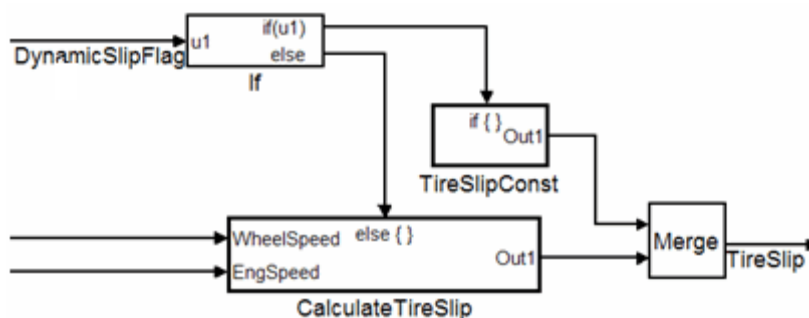 if(u1)
u1
else
DynamicSlipFlag
If
if { }
Out1
TireSlipConst
else { }
WheelSpeed
Out1
EngSpeed
CalculateTireSlip
Merge
TireSlip